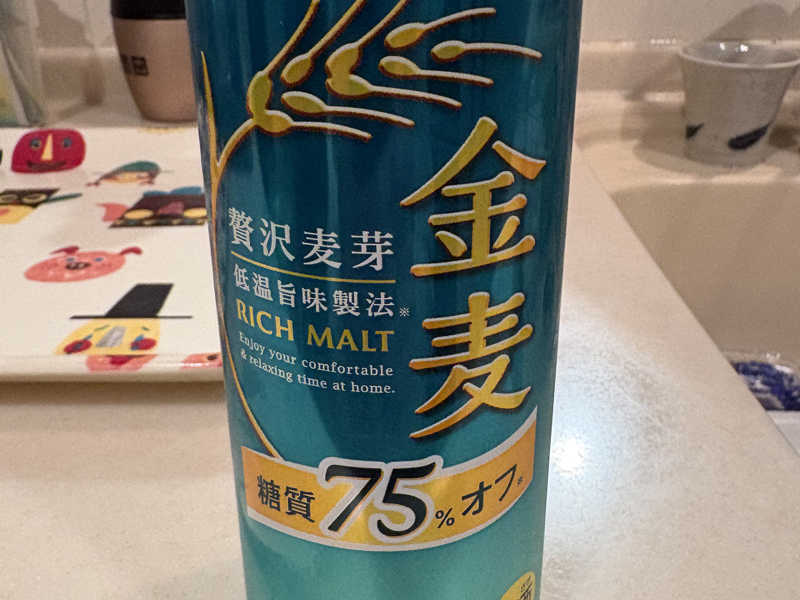 金麦
贅沢麦芽
低温旨味製法※
RICH MALT
Enjoy your comfortable
& relaxing time at home.
糖質75%オフ※